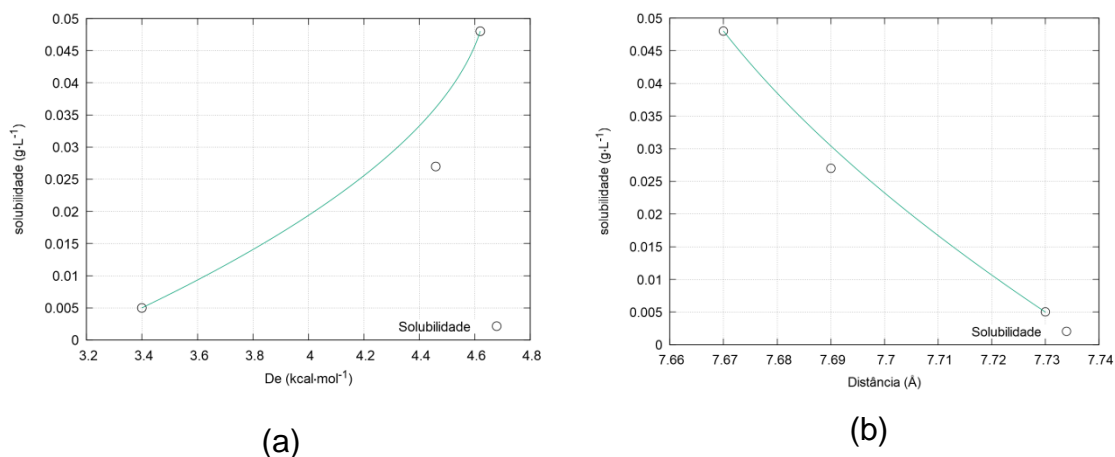 0.05
0.045
0.04
0.035
0.03
0.025
0.02
0.015
0.01
0.005
0
solubilidade (g·L⁻¹)
Solubilidade
3.2 3.4 3.6 3.8 4 4.2 4.4 4.6 4.8
De (kcal·mol⁻¹)
(a)
0.05
0.045
0.04
0.035
0.03
0.025
0.02
0.015
0.01
0.005
0
solubilidade (g·L⁻¹)
Solubilidade
7.66 7.67 7.68 7.69 7.7 7.71 7.72 7.73 7.74
Distância (Å)
(b)